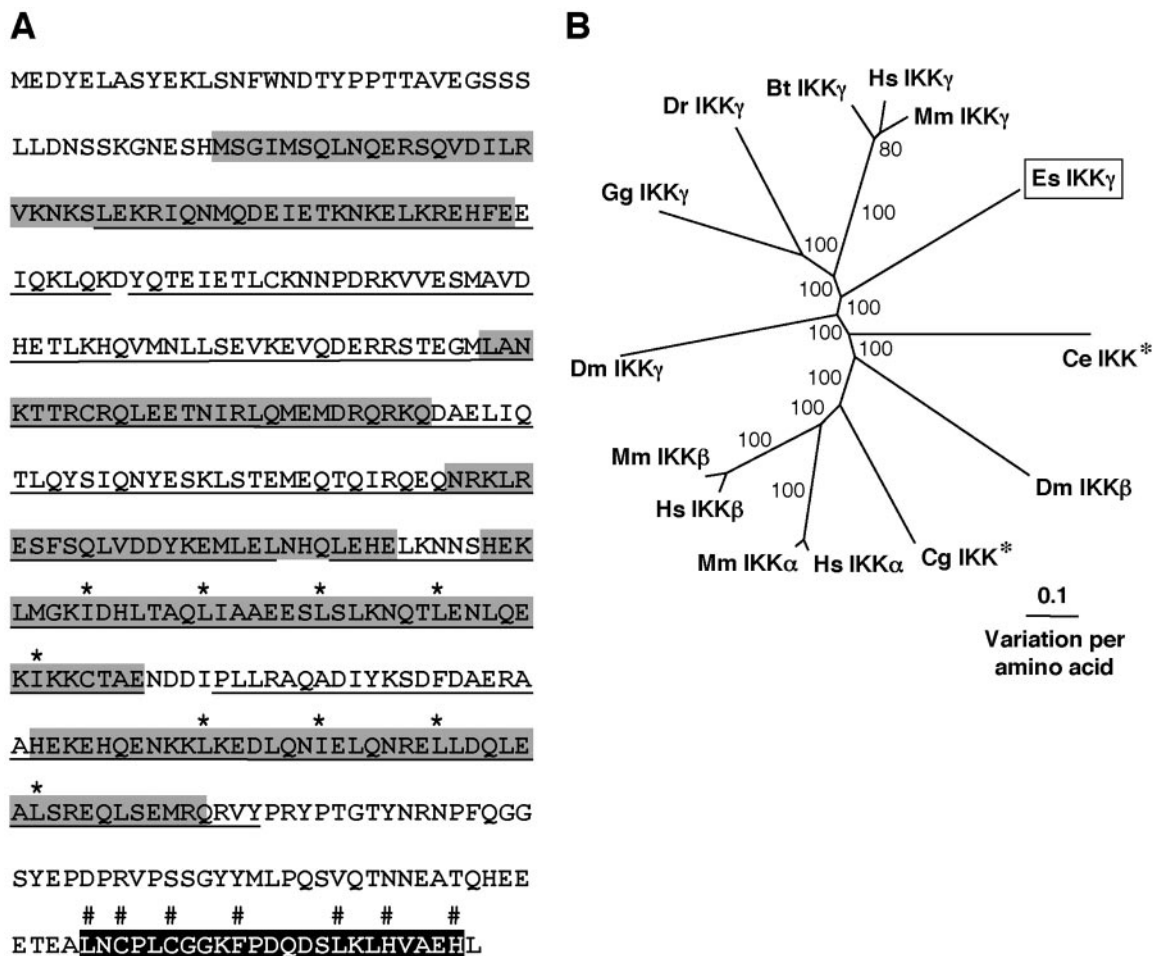 A
MEDYELASYEKLSNFWNDTYPPTTAVEGSSS
LLDNSSKGNESHMSGIMSQLNQERSQVDILR
VKNKSLEKRIQNMQDEIETKNKELKREHFEE
IQKLQKDYQTEIETLCKNNPDRKVVESMAVD
HETLKHQVMNLLSEVKEVQDERRSTEGMLAN
KTTRCRQLEETNIRLQMEMDRQRKQDAELIQ
TLQYSIQNYESKLSTEMEQTQIRQEQNRKLR
ESFSQLVDDYKEMLELNHQLEHELKNNSHEK
* * * *
LMGKIDHLTAQLIAAEESLSLKNQTLENLQE
*
KIKKCTAENDDIPLLRAQADIYKSDFDAERA
* * *
AHEKEHQENKKLKEDLQNIELQNRELLDQLE
*
ALSREQLSEMRQRVYPRYPTGTYNRNPFQGG
SYEPDPRVPSSGYYMLPQSVQTNNEATQHEE
# # # # # # #
ETEALNCPLCGGKFPDQDSLKLHVAEHL
B
Bt IKKγ
Hs IKKγ
Dr IKKγ
Mm IKKγ
80
Es IKKγ
Gg IKKγ
100
100
100
100
100
Ce IKK*
100
Dm IKKγ
100
100
100
Mm IKKβ
Dm IKKβ
Hs IKKβ
100
Mm IKKα
Hs IKKα
Cg IKK*
0.1
Variation per
amino acid